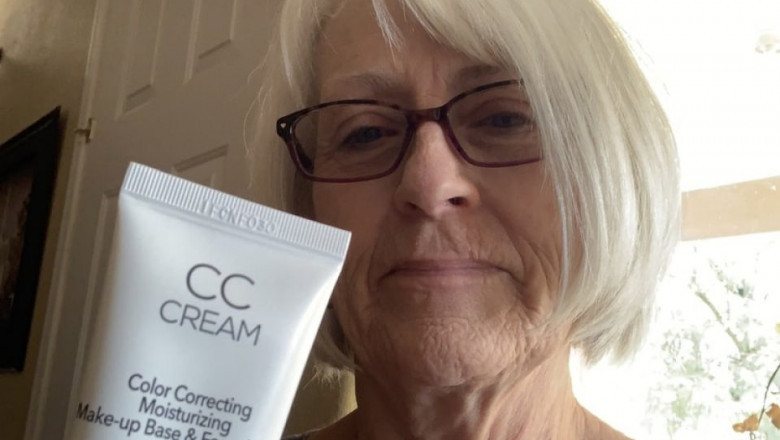 CC
CREAM
Color Correcting
Moisturizing
Make-up Base &